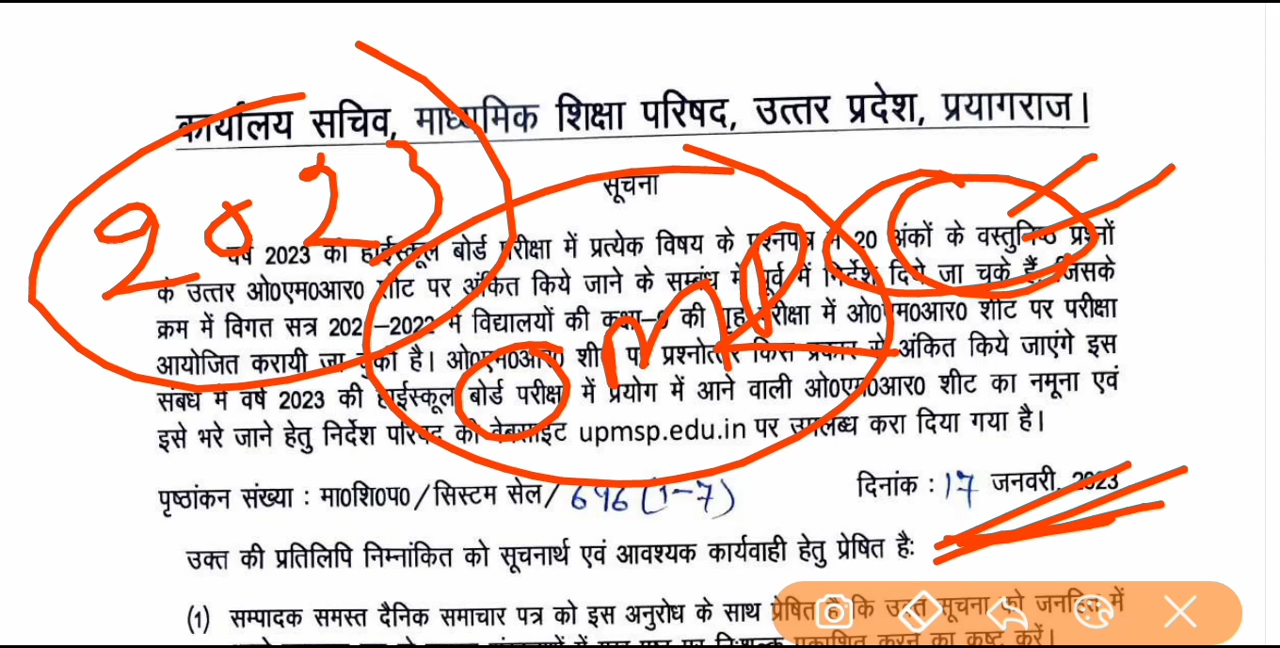 कार्यालय सचिव, माध्यमिक शिक्षा परिषद, उत्तर प्रदेश, प्रयागराज।
2023
सूचना
वर्ष 2023 की हाईस्कूल बोर्ड परीक्षा में प्रत्येक विषय के प्रश्नपत्र में 20 अंकों के वस्तुनिष्ठ प्रश्नों
के उत्तर ओ0एम0आर0 शीट पर अंकित किये जाने के सम्बंध में पूर्व में निर्देश दिये जा चुके हैं, जिसके
क्रम में विगत सत्र 2021–2022 में विद्यालयों की कक्षा–9 की गृह परीक्षा में ओ0एम0आर0 शीट पर परीक्षा
आयोजित करायी जा चुकी है। ओ0एम0आर0 शीट पर प्रश्नोत्तर किस प्रकार से अंकित किये जाएंगे इस
संबंध में वर्ष 2023 की हाईस्कूल बोर्ड परीक्षा में प्रयोग में आने वाली ओ0एम0आर0 शीट का नमूना एवं
इसे भरे जाने हेतु निर्देश परिषद की वेबसाइट upmsp.edu.in पर उपलब्ध करा दिया गया है।
OMR
पृष्ठांकन संख्या : मा0शि0प0/सिस्टम सेल/ 696 (1-7)
दिनांक : 17 जनवरी, 2023
उक्त की प्रतिलिपि निम्नांकित को सूचनार्थ एवं आवश्यक कार्यवाही हेतु प्रेषित हैः
(1) सम्पादक समस्त दैनिक समाचार पत्र को इस अनुरोध के साथ प्रेषित है कि उक्त सूचना को जनहित में
निःशुल्क प्रकाशित करने का कष्ट करें।